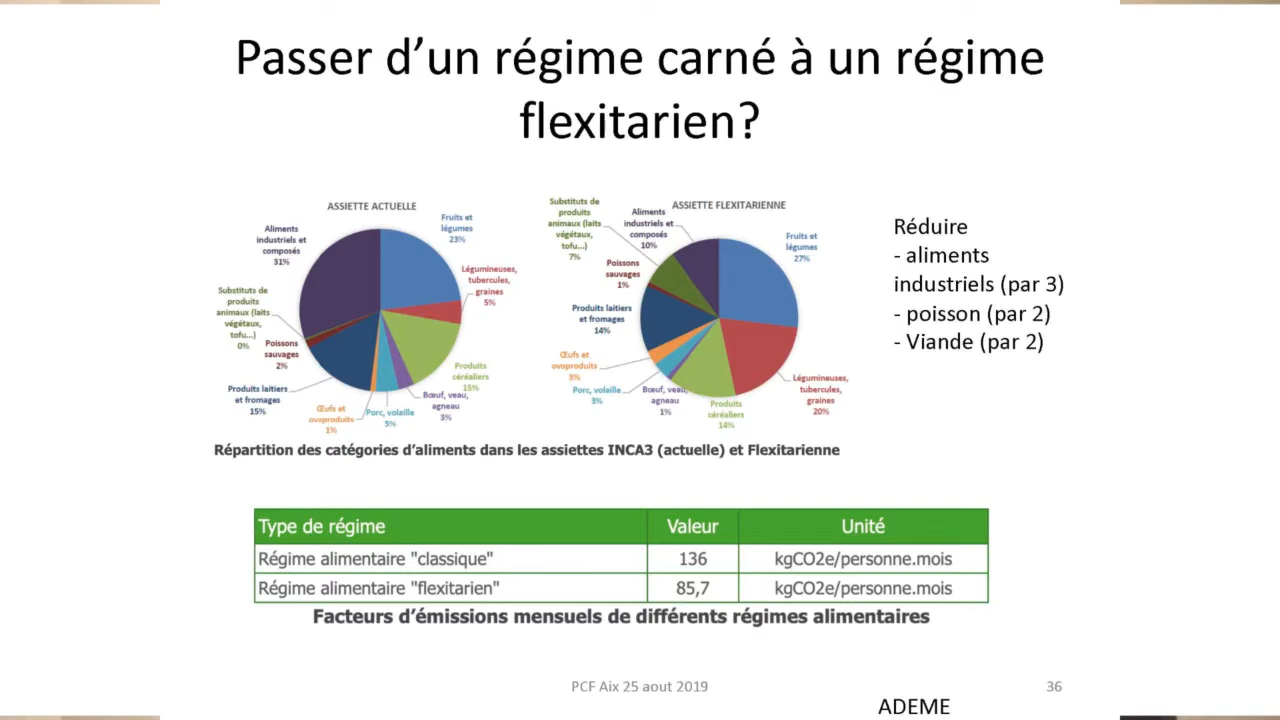 Passer d'un régime carné à un régime
flexitarien?
ASSIETTE ACTUELLE
Fruits et
légumes
23%
Légumineuses,
tubercules,
graines
5%
Produits
céréaliers
15%
Bœuf, veau,
agneau
3%
Porc, volaille
5%
Œufs et
ovoproduits
1%
Produits laitiers
et fromages
15%
Poissons
sauvages
2%
Substituts de
produits
animaux (laits
végétaux,
tofu...)
0%
Aliments
industriels et
composés
31%
ASSIETTE FLEXITARIENNE
Fruits et
légumes
27%
Légumineuses,
tubercules,
graines
20%
Produits
céréaliers
14%
Bœuf, veau,
agneau
1%
Porc, volaille
3%
Œufs et
ovoproduits
3%
Produits laitiers
et fromages
14%
Poissons
sauvages
1%
Substituts de
produits
animaux (laits
végétaux,
tofu...)
7%
Aliments
industriels et
composés
10%
Réduire
- aliments
industriels (par 3)
- poisson (par 2)
- Viande (par 2)
Répartition des catégories d'aliments dans les assiettes INCA3 (actuelle) et Flexitarienne
Type de régime Valeur Unité
Régime alimentaire "classique" 136 kgCO2e/personne.mois
Régime alimentaire "flexitarien" 85,7 kgCO2e/personne.mois
Facteurs d'émissions mensuels de différents régimes alimentaires
PCF Aix 25 aout 2019 36
ADEME